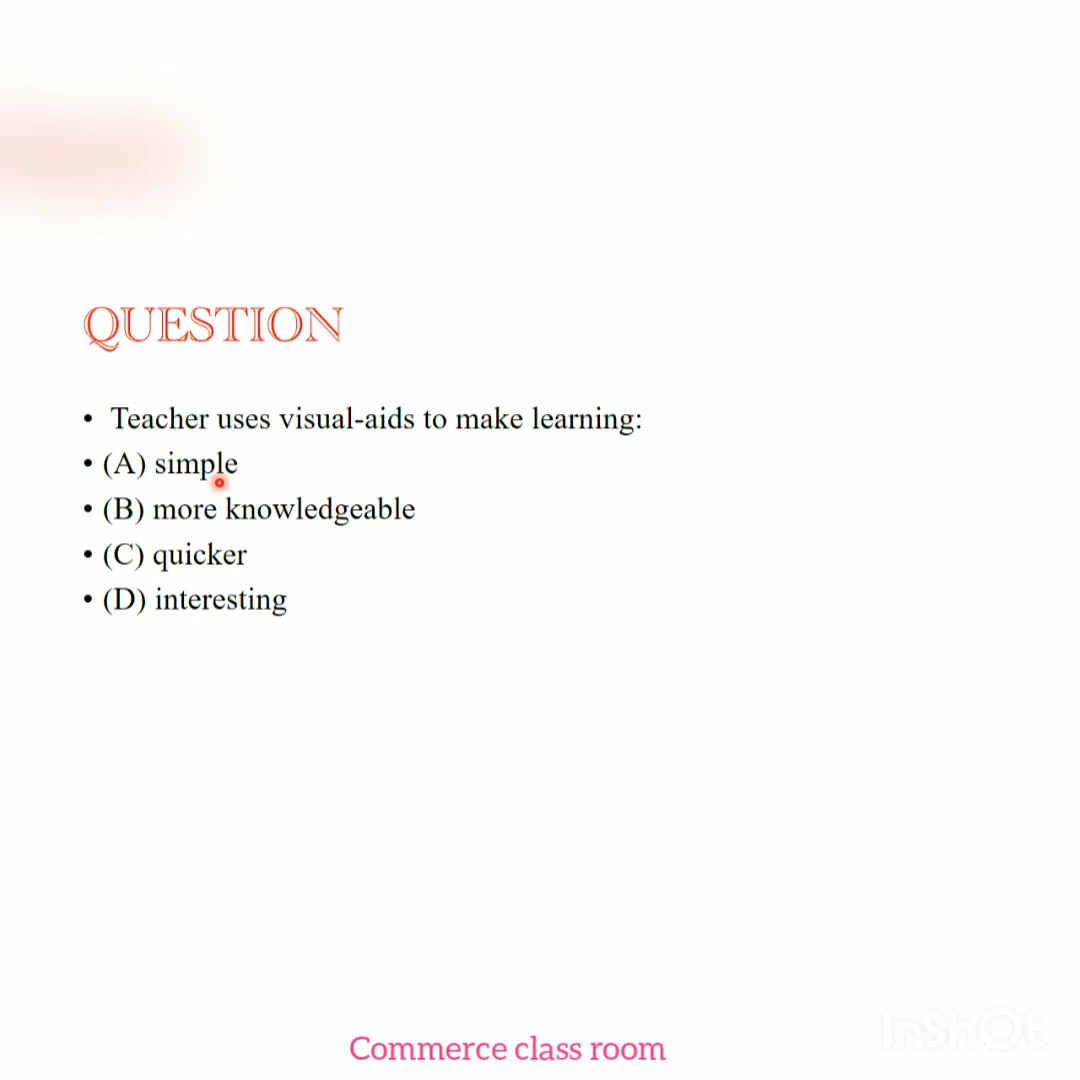 QUESTION
• Teacher uses visual-aids to make learning:
• (A) simple
• (B) more knowledgeable
• (C) quicker
• (D) interesting
InShOt
Commerce class room